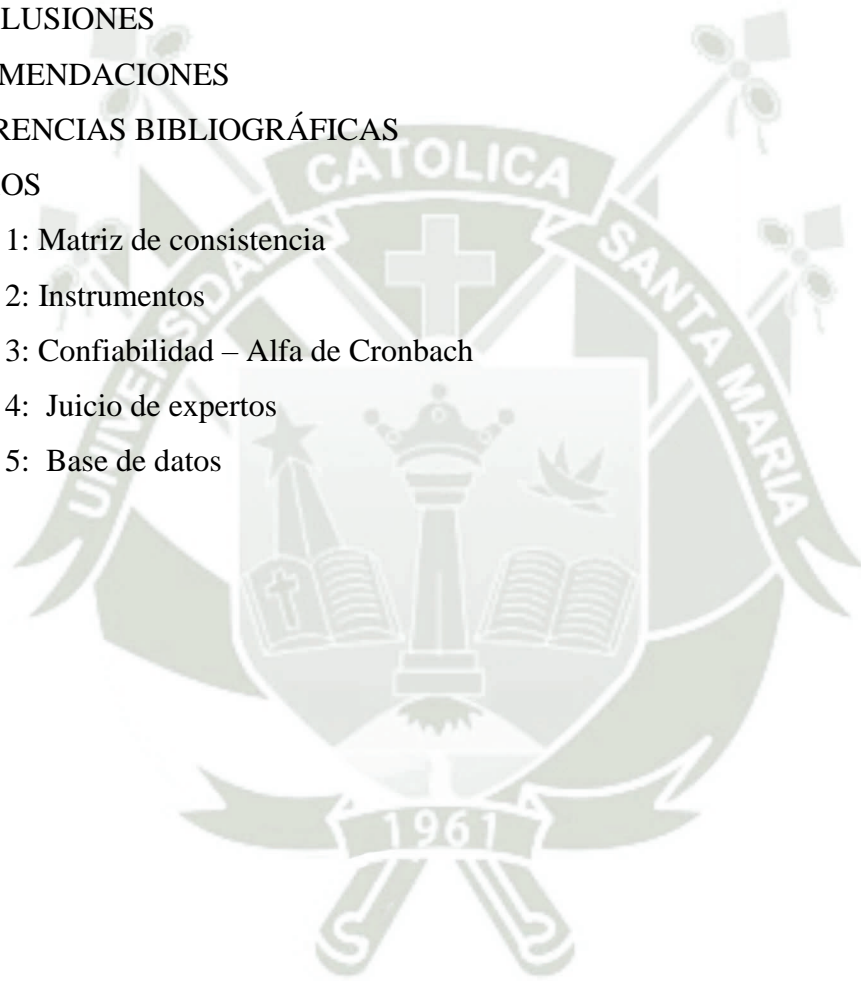 LUSIONES
MENDACIONES
RENCIAS BIBLIOGRÁFICAS
OS
1: Matriz de consistencia
2: Instrumentos
3: Confiabilidad – Alfa de Cronbach
4: Juicio de expertos
5: Base de datos
UNIVERSIDAD CATOLICA SANTA MARIA
1961